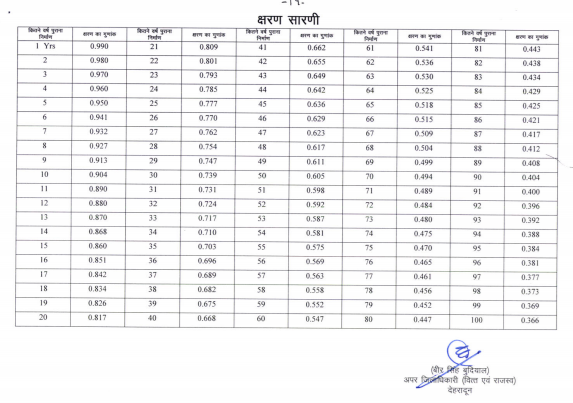 -19-
क्षरण सारणी
कितने वर्ष पुराना निर्माण क्षरण का गुणांक कितने वर्ष पुराना निर्माण क्षरण का गुणांक कितने वर्ष पुराना निर्माण क्षरण का गुणांक कितने वर्ष पुराना निर्माण क्षरण का गुणांक कितने वर्ष पुराना निर्माण क्षरण का गुणांक
1 Yrs 0.990 21 0.809 41 0.662 61 0.541 81 0.443
2 0.980 22 0.801 42 0.655 62 0.536 82 0.438
3 0.970 23 0.793 43 0.649 63 0.530 83 0.434
4 0.960 24 0.785 44 0.642 64 0.525 84 0.429
5 0.950 25 0.777 45 0.636 65 0.518 85 0.425
6 0.941 26 0.770 46 0.629 66 0.515 86 0.421
7 0.932 27 0.762 47 0.623 67 0.509 87 0.417
8 0.927 28 0.754 48 0.617 68 0.504 88 0.412
9 0.913 29 0.747 49 0.611 69 0.499 89 0.408
10 0.904 30 0.739 50 0.605 70 0.494 90 0.404
11 0.890 31 0.731 51 0.598 71 0.489 91 0.400
12 0.880 32 0.724 52 0.592 72 0.484 92 0.396
13 0.870 33 0.717 53 0.587 73 0.480 93 0.392
14 0.868 34 0.710 54 0.581 74 0.475 94 0.388
15 0.860 35 0.703 55 0.575 75 0.470 95 0.384
16 0.851 36 0.696 56 0.569 76 0.465 96 0.381
17 0.842 37 0.689 57 0.563 77 0.461 97 0.377
18 0.834 38 0.682 58 0.558 78 0.456 98 0.373
19 0.826 39 0.675 59 0.552 79 0.452 99 0.369
20 0.817 40 0.668 60 0.547 80 0.447 100 0.366
(बीर सिंह बुदियाल)
अपर जिलाधिकारी (वित्त एवं राजस्व)
देहरादून